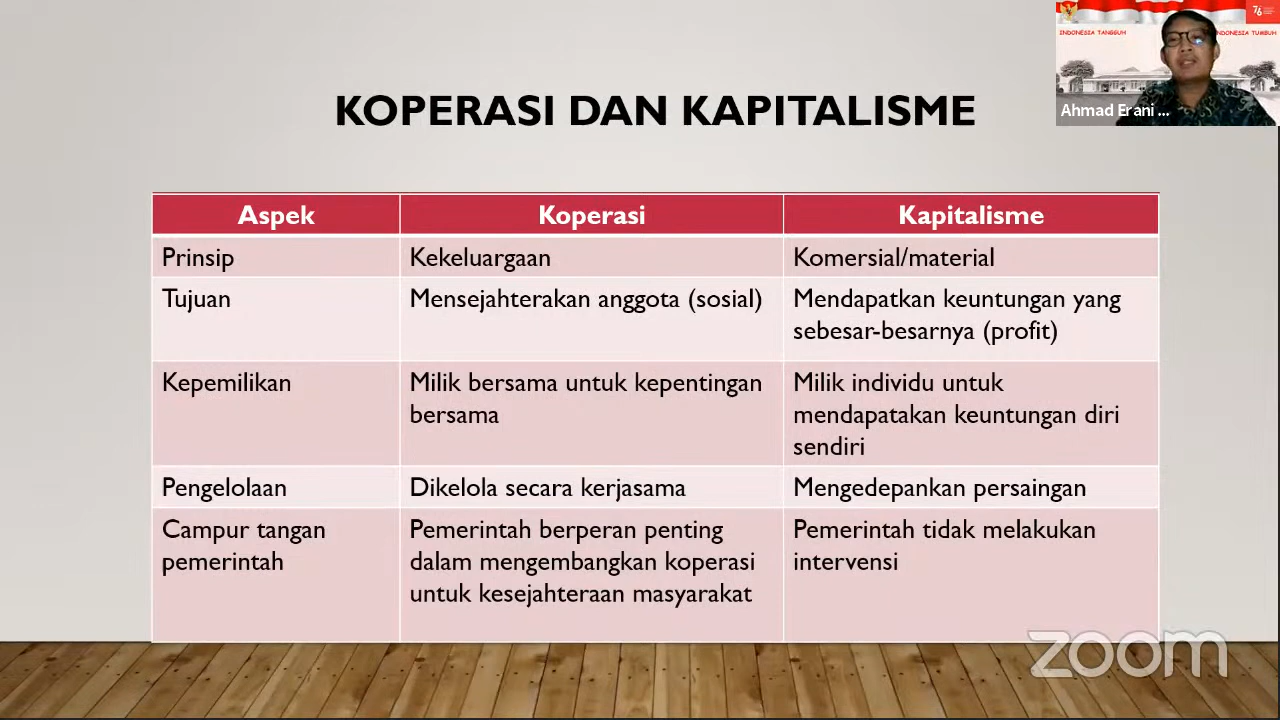 76
INDONESIA TANGGUH
INDONESIA TUMBUH
Ahmad Erani ...
KOPERASI DAN KAPITALISME
Aspek
Koperasi
Kapitalisme
Prinsip
Kekeluargaan
Komersial/material
Tujuan
Mensejahterakan anggota (sosial)
Mendapatkan keuntungan yang
sebesar-besarnya (profit)
Kepemilikan
Milik bersama untuk kepentingan
bersama
Milik individu untuk
mendapatakan keuntungan diri
sendiri
Pengelolaan
Dikelola secara kerjasama
Mengedepankan persaingan
Campur tangan
pemerintah
Pemerintah berperan penting
dalam mengembangkan koperasi
untuk kesejahteraan masyarakat
Pemerintah tidak melakukan
intervensi
zoom